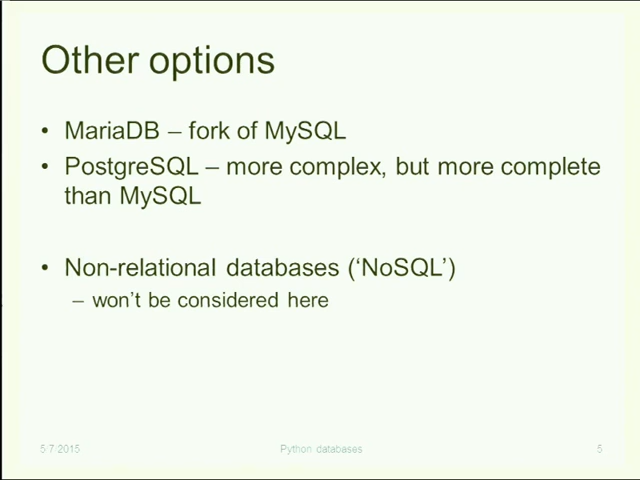 Other options
• MariaDB – fork of MySQL
• PostgreSQL – more complex, but more complete
than MySQL
• Non-relational databases (‘NoSQL’)
– won’t be considered here
5/7/2015 Python databases 5